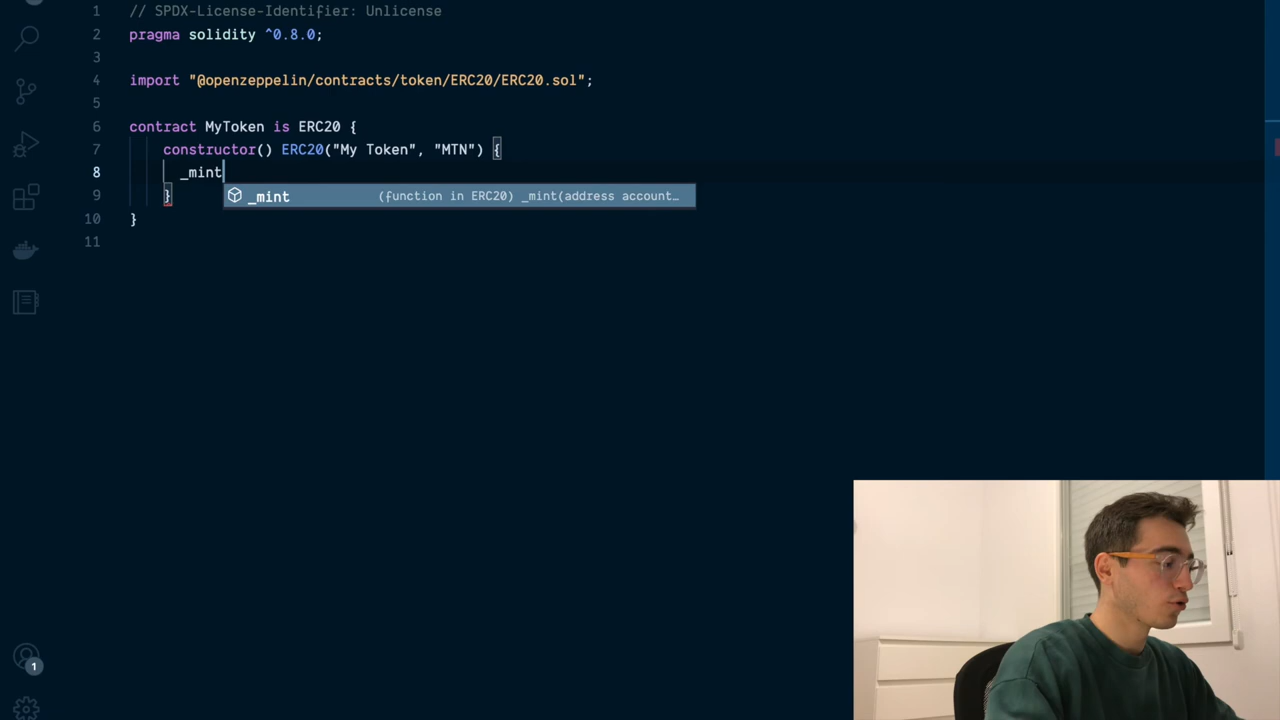 1 // SPDX-License-Identifier: Unlicense
2 pragma solidity ^0.8.0;
3
4 import "@openzeppelin/contracts/token/ERC20/ERC20.sol";
5
6 contract MyToken is ERC20 {
7 constructor() ERC20("My Token", "MTN") {
8 _mint
_mint (function in ERC20) _mint(address account…
9 }
10 }
11
1